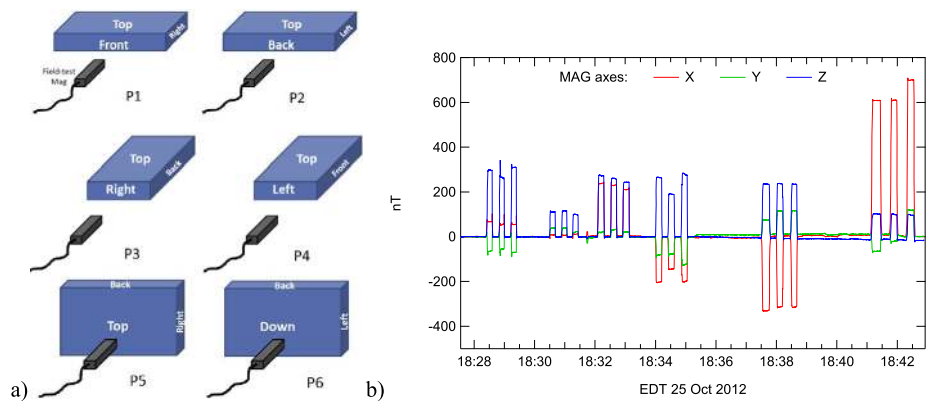 Top
Front
Right
Field-test
Mag
P1
Top
Back
Left
P2
Top
Right
Back
P3
Top
Left
Front
P4
Back
Top
Right
P5
Back
Down
Left
P6
a)
b)
MAG axes: X Y Z
nT
800
600
400
200
0
-200
-400
18:28 18:30 18:32 18:34 18:36 18:38 18:40 18:42
EDT 25 Oct 2012